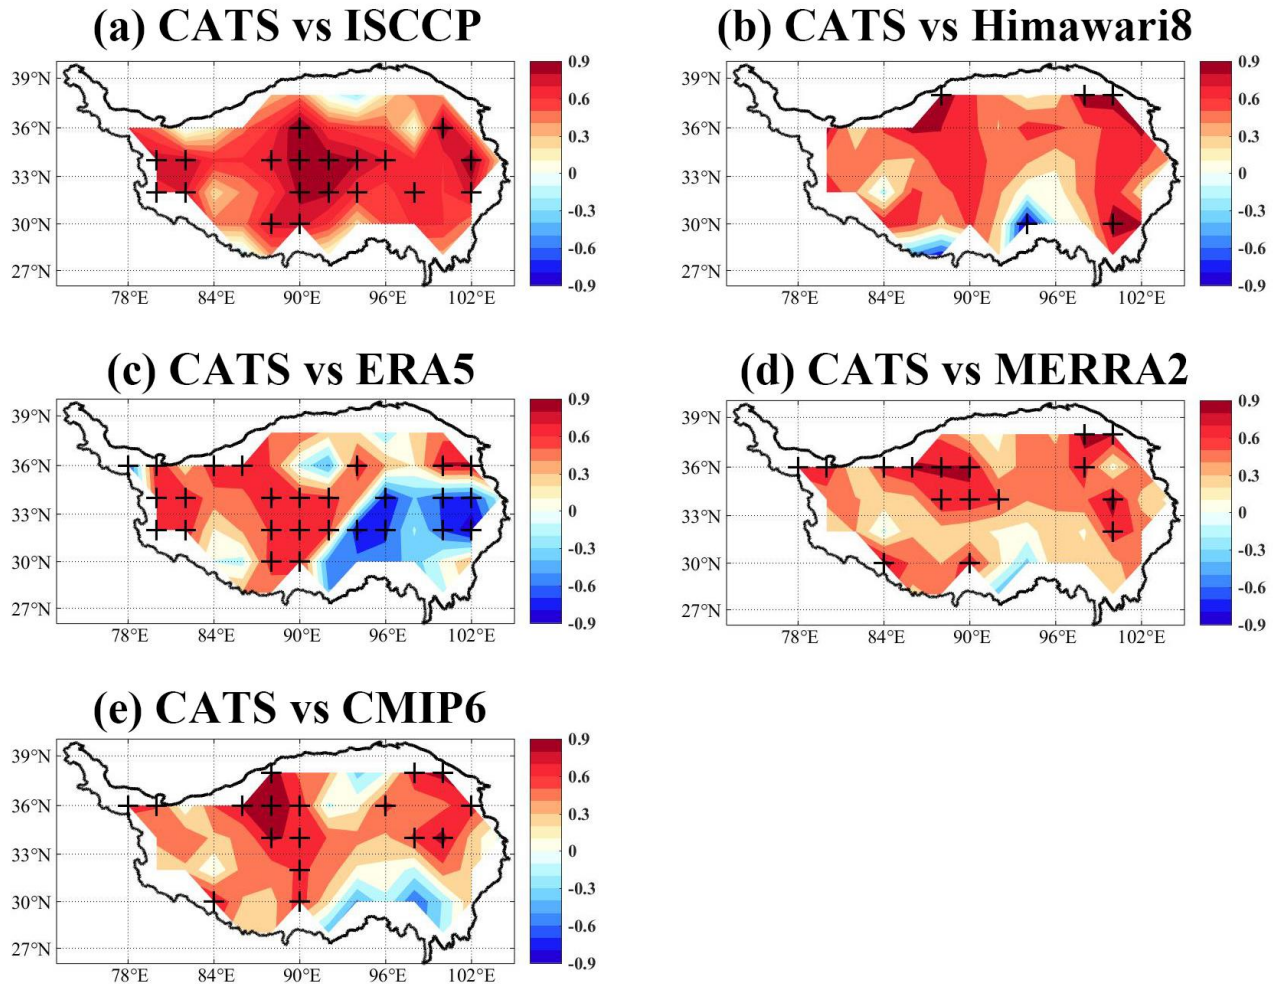 (a) CATS vs ISCCP
39°N
36°N
33°N
30°N
27°N
78°E 84°E 90°E 96°E 102°E
0.9
0.6
0.3
0
-0.3
-0.6
-0.9
(b) CATS vs Himawari8
39°N
36°N
33°N
30°N
27°N
78°E 84°E 90°E 96°E 102°E
0.9
0.6
0.3
0
-0.3
-0.6
-0.9
(c) CATS vs ERA5
39°N
36°N
33°N
30°N
27°N
78°E 84°E 90°E 96°E 102°E
0.9
0.6
0.3
0
-0.3
-0.6
-0.9
(d) CATS vs MERRA2
39°N
36°N
33°N
30°N
27°N
78°E 84°E 90°E 96°E 102°E
0.9
0.6
0.3
0
-0.3
-0.6
-0.9
(e) CATS vs CMIP6
39°N
36°N
33°N
30°N
27°N
78°E 84°E 90°E 96°E 102°E
0.9
0.6
0.3
0
-0.3
-0.6
-0.9